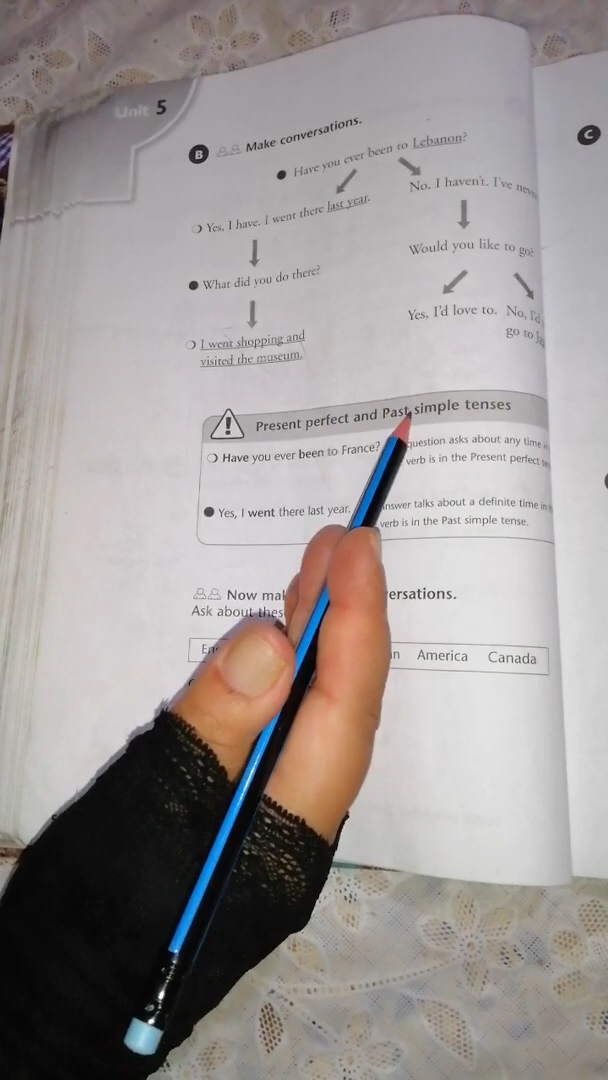 Unit 5
B Make conversations.
Have you ever been to Lebanon?
Yes, I have. I went there last year.
No, I haven't. I've
What did you do there?
Would you like to go?
I went shopping and
visited the museum.
Yes, I'd love to. No, I'd
go to
Present perfect and Past simple tenses
Have you ever been to France?
question asks about any time
verb is in the Present perfect
Yes, I went there last year.
answer talks about a definite time in
verb is in the Past simple tense.
Now
Ask about
America Canada
C